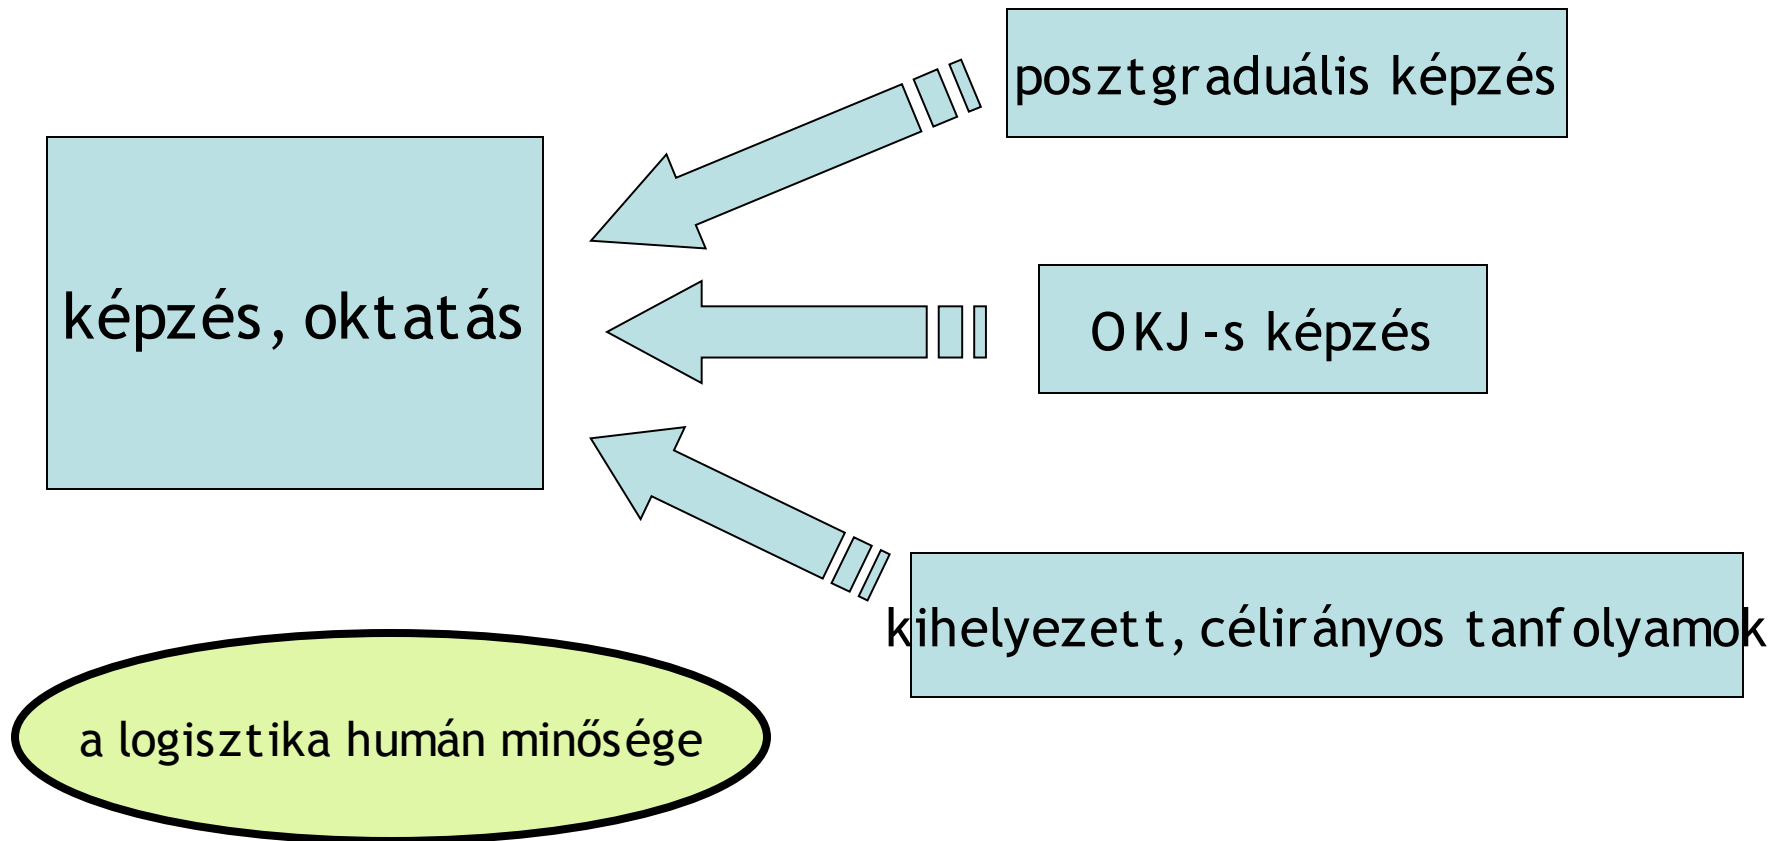 posztgraduális képzés
képzés, oktatás
OKJ-s képzés
kihelyezett, célirányos tanfolyamok
a logisztika humán minősége